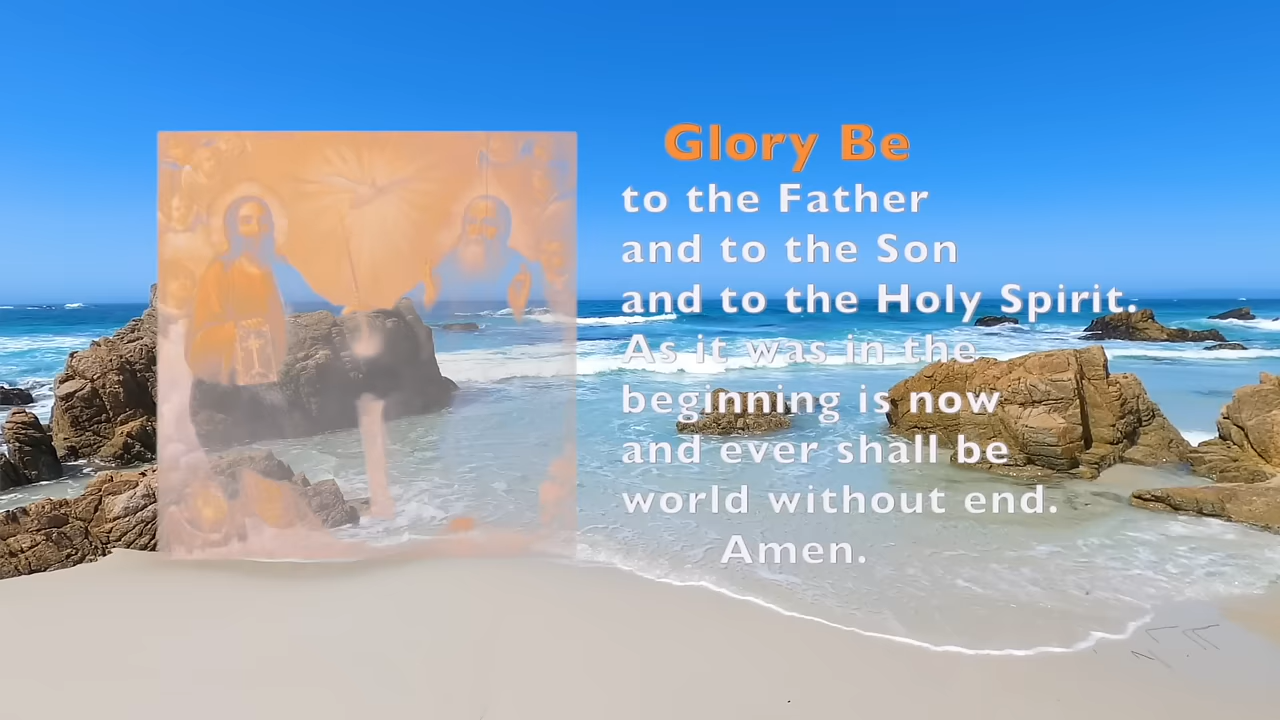 Glory Be
to the Father
and to the Son
and to the Holy Spirit.
As it was in the
beginning is now
and ever shall be
world without end.
Amen.